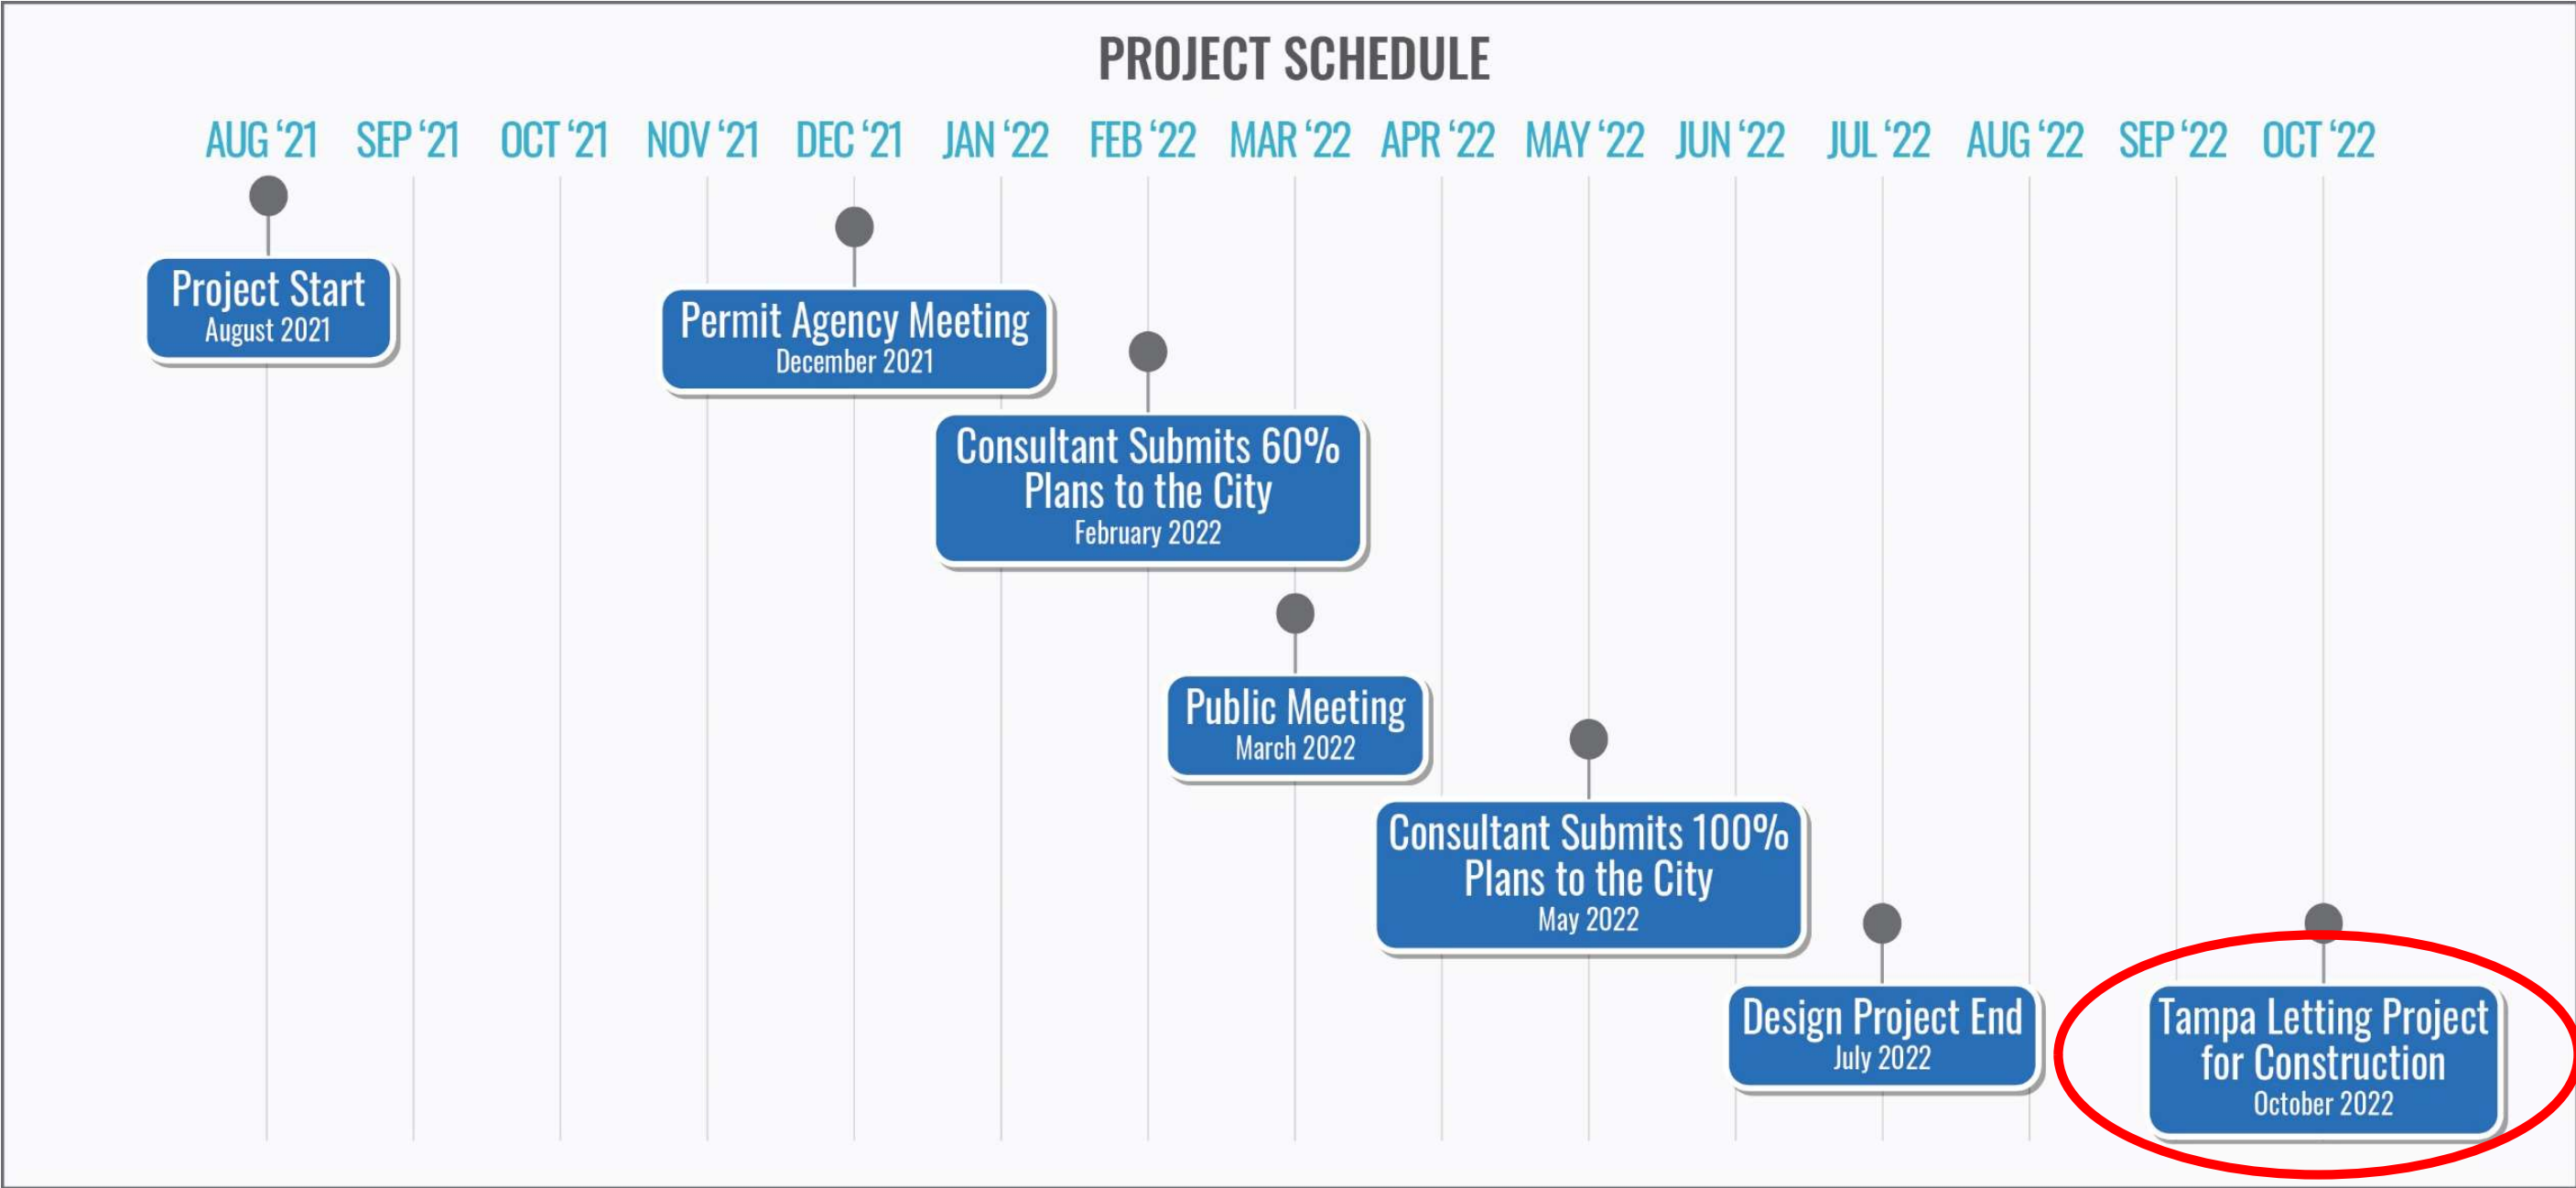 PROJECT SCHEDULE
AUG ‘21 SEP ‘21 OCT ‘21 NOV ‘21 DEC ‘21 JAN ‘22 FEB ‘22 MAR ‘22 APR ‘22 MAY ‘22 JUN ‘22 JUL ‘22 AUG ‘22 SEP ‘22 OCT ‘22
Project Start
August 2021
Permit Agency Meeting
December 2021
Consultant Submits 60%
Plans to the City
February 2022
Public Meeting
March 2022
Consultant Submits 100%
Plans to the City
May 2022
Design Project End
July 2022
Tampa Letting Project
for Construction
October 2022